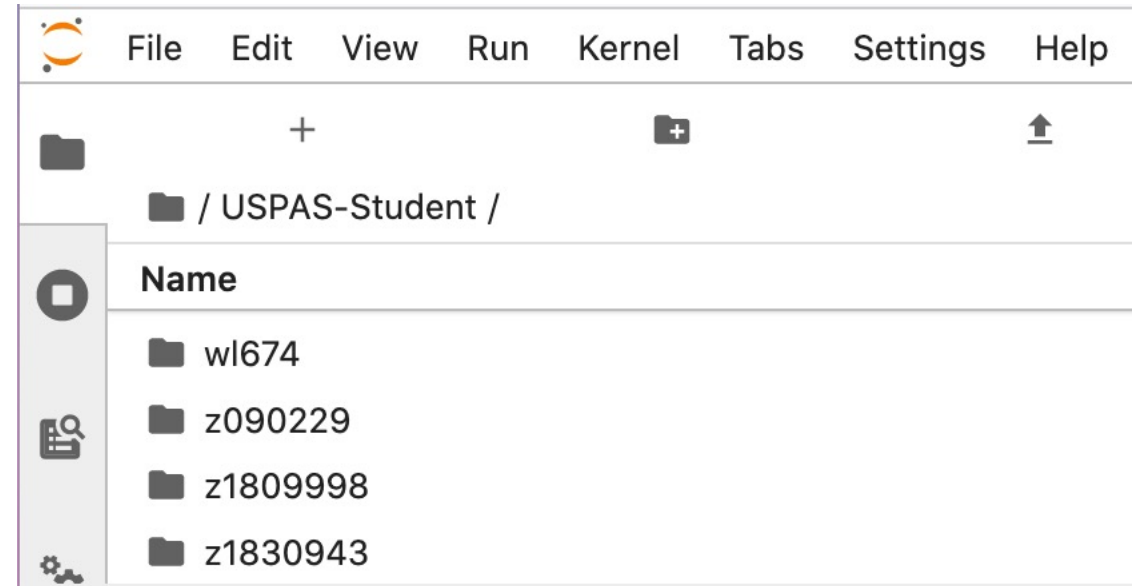 File Edit View Run Kernel Tabs Settings Help
/ USPAS-Student /
Name
wl674
z090229
z1809998
z1830943